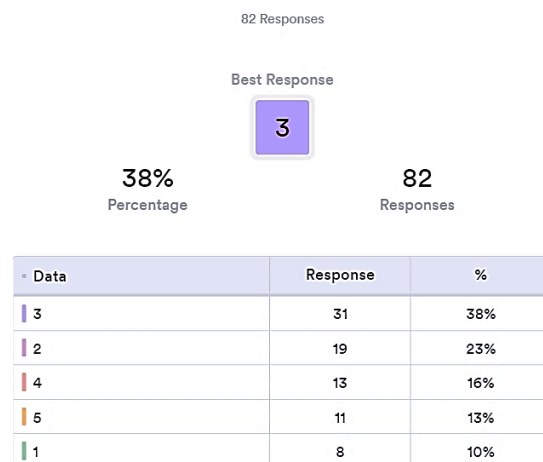 82 Responses
Best Response
3
38%
Percentage
82
Responses
Data Response %
3 31 38%
2 19 23%
4 13 16%
5 11 13%
1 8 10%